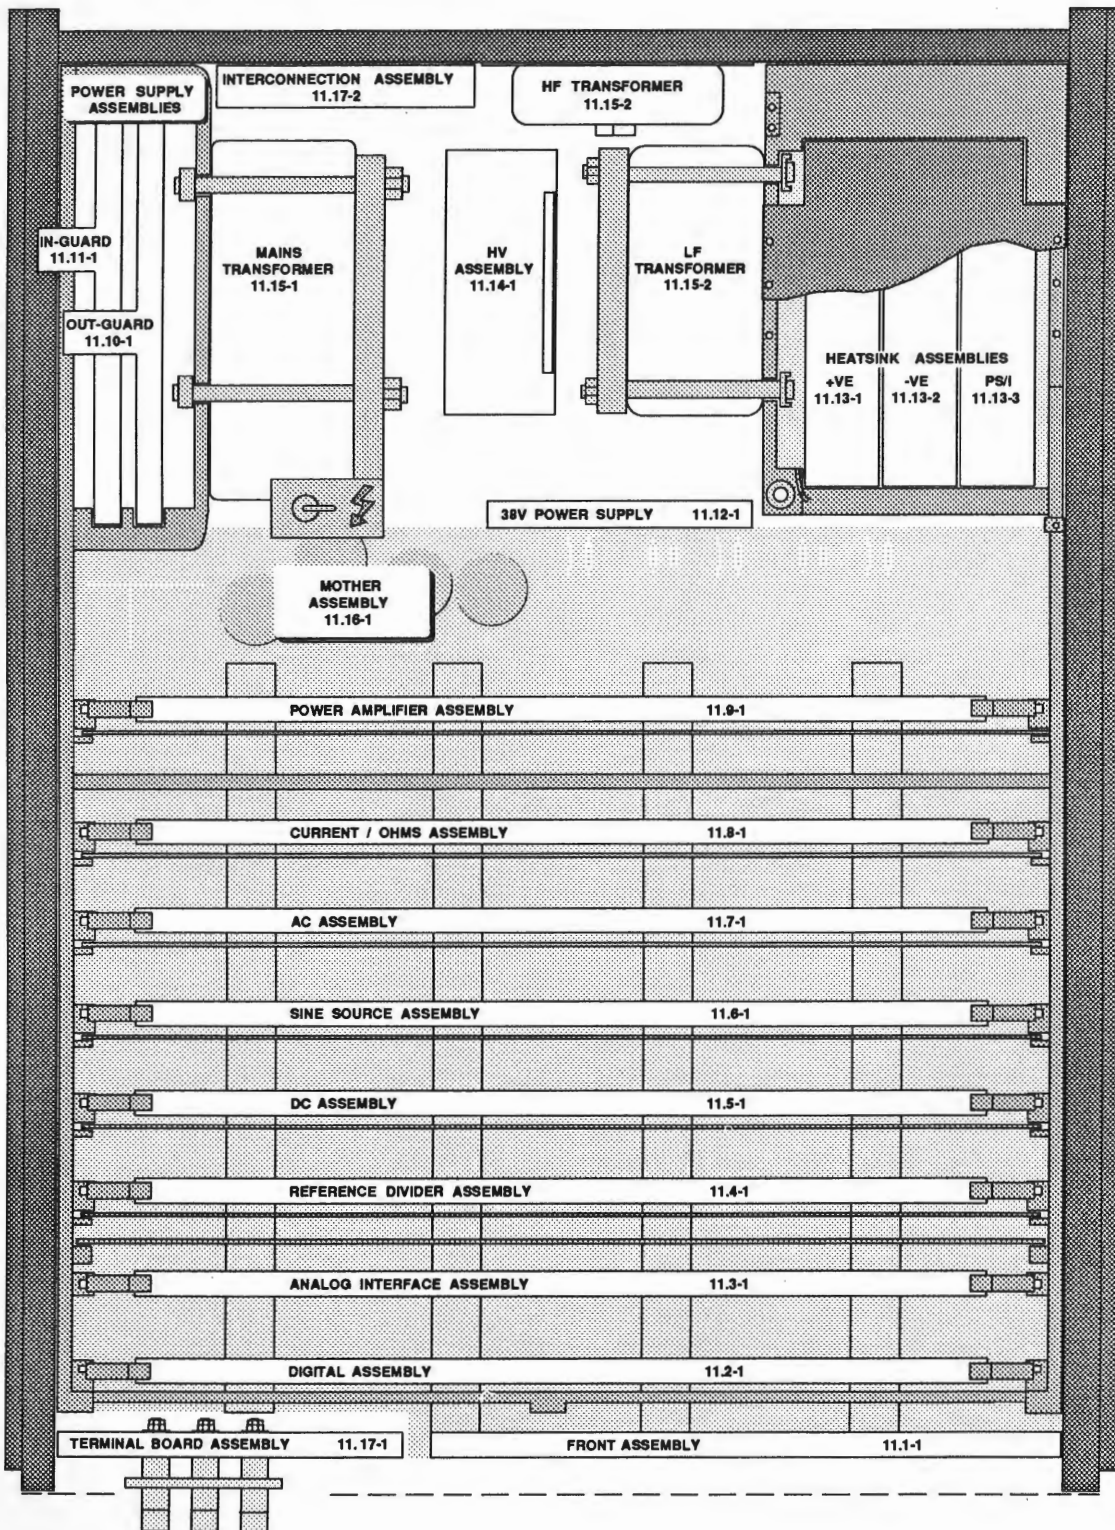 POWER SUPPLY
ASSEMBLIES
INTERCONNECTION ASSEMBLY
11.17-2
HF TRANSFORMER
11.15-2
IN-GUARD
11.11-1
OUT-GUARD
11.10-1
MAINS
TRANSFORMER
11.15-1
HV
ASSEMBLY
11.14-1
LF
TRANSFORMER
11.15-2
HEATSINK ASSEMBLIES
+VE -VE PS/I
11.13-1 11.13-2 11.13-3
38V POWER SUPPLY 11.12-1
MOTHER
ASSEMBLY
11.16-1
POWER AMPLIFIER ASSEMBLY 11.9-1
CURRENT / OHMS ASSEMBLY 11.8-1
AC ASSEMBLY 11.7-1
SINE SOURCE ASSEMBLY 11.6-1
DC ASSEMBLY 11.5-1
REFERENCE DIVIDER ASSEMBLY 11.4-1
ANALOG INTERFACE ASSEMBLY 11.3-1
DIGITAL ASSEMBLY 11.2-1
TERMINAL BOARD ASSEMBLY 11.17-1
FRONT ASSEMBLY 11.1-1